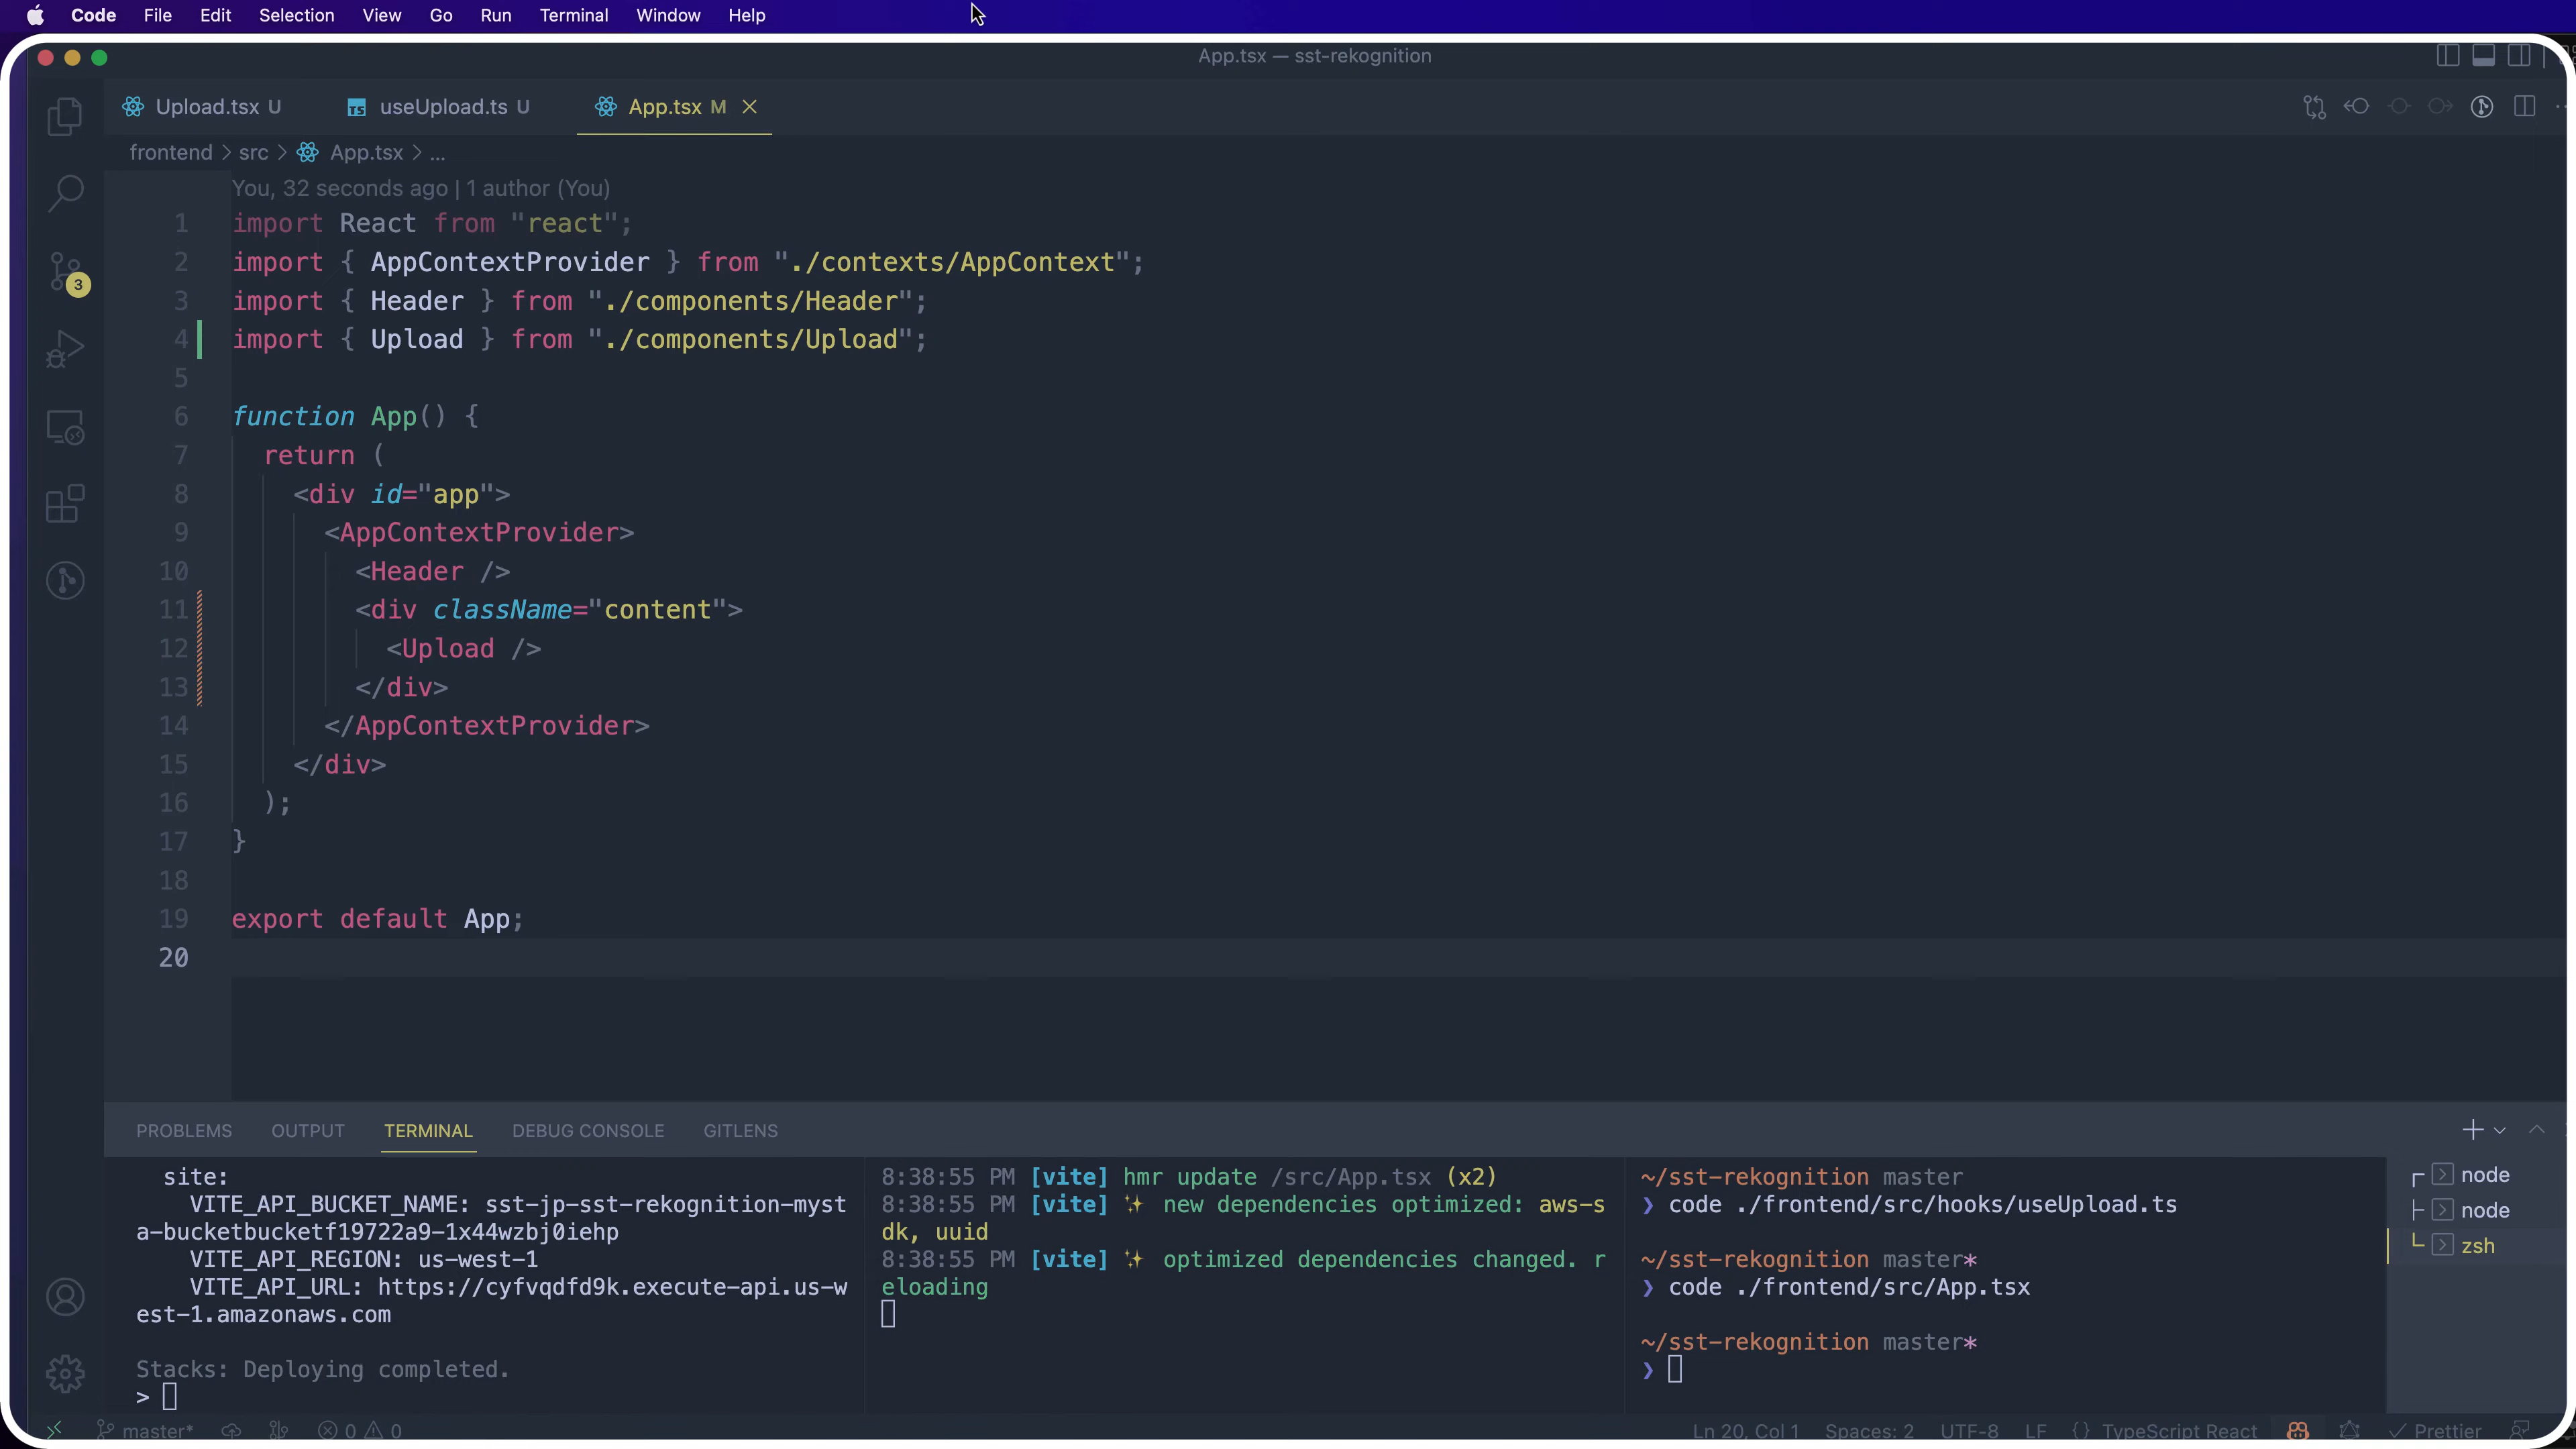 Code File Edit Selection View Go Run Terminal Window Help
App.tsx — sst-rekognition
Upload.tsx U useUpload.ts U App.tsx M
frontend > src > App.tsx > ...
You, 32 seconds ago | 1 author (You)
1 import React from "react";
2 import { AppContextProvider } from "./contexts/AppContext";
3 import { Header } from "./components/Header";
4 import { Upload } from "./components/Upload";
5
6 function App() {
7 return (
8 <div id="app">
9 <AppContextProvider>
10 <Header />
11 <div className="content">
12 <Upload />
13 </div>
14 </AppContextProvider>
15 </div>
16 );
17 }
18
19 export default App;
20
3
PROBLEMS OUTPUT TERMINAL DEBUG CONSOLE GITLENS
site:
VITE_API_BUCKET_NAME: sst-jp-sst-rekognition-myst
a-bucketbucketf19722a9-1x44wzbj0iehp
VITE_API_REGION: us-west-1
VITE_API_URL: https://cyfvqdfd9k.execute-api.us-w
est-1.amazonaws.com
Stacks: Deploying completed.
>
8:38:55 PM [vite] hmr update /src/App.tsx (x2)
8:38:55 PM [vite] ✨ new dependencies optimized: aws-s
dk, uuid
8:38:55 PM [vite] ✨ optimized dependencies changed. r
eloading
~/sst-rekognition master
❯ code ./frontend/src/hooks/useUpload.ts
~/sst-rekognition master*
❯ code ./frontend/src/App.tsx
~/sst-rekognition master*
❯
node
node
zsh
master* 0 0 Ln 20, Col 1 Spaces: 2 UTF-8 LF {} TypeScript React Prettier